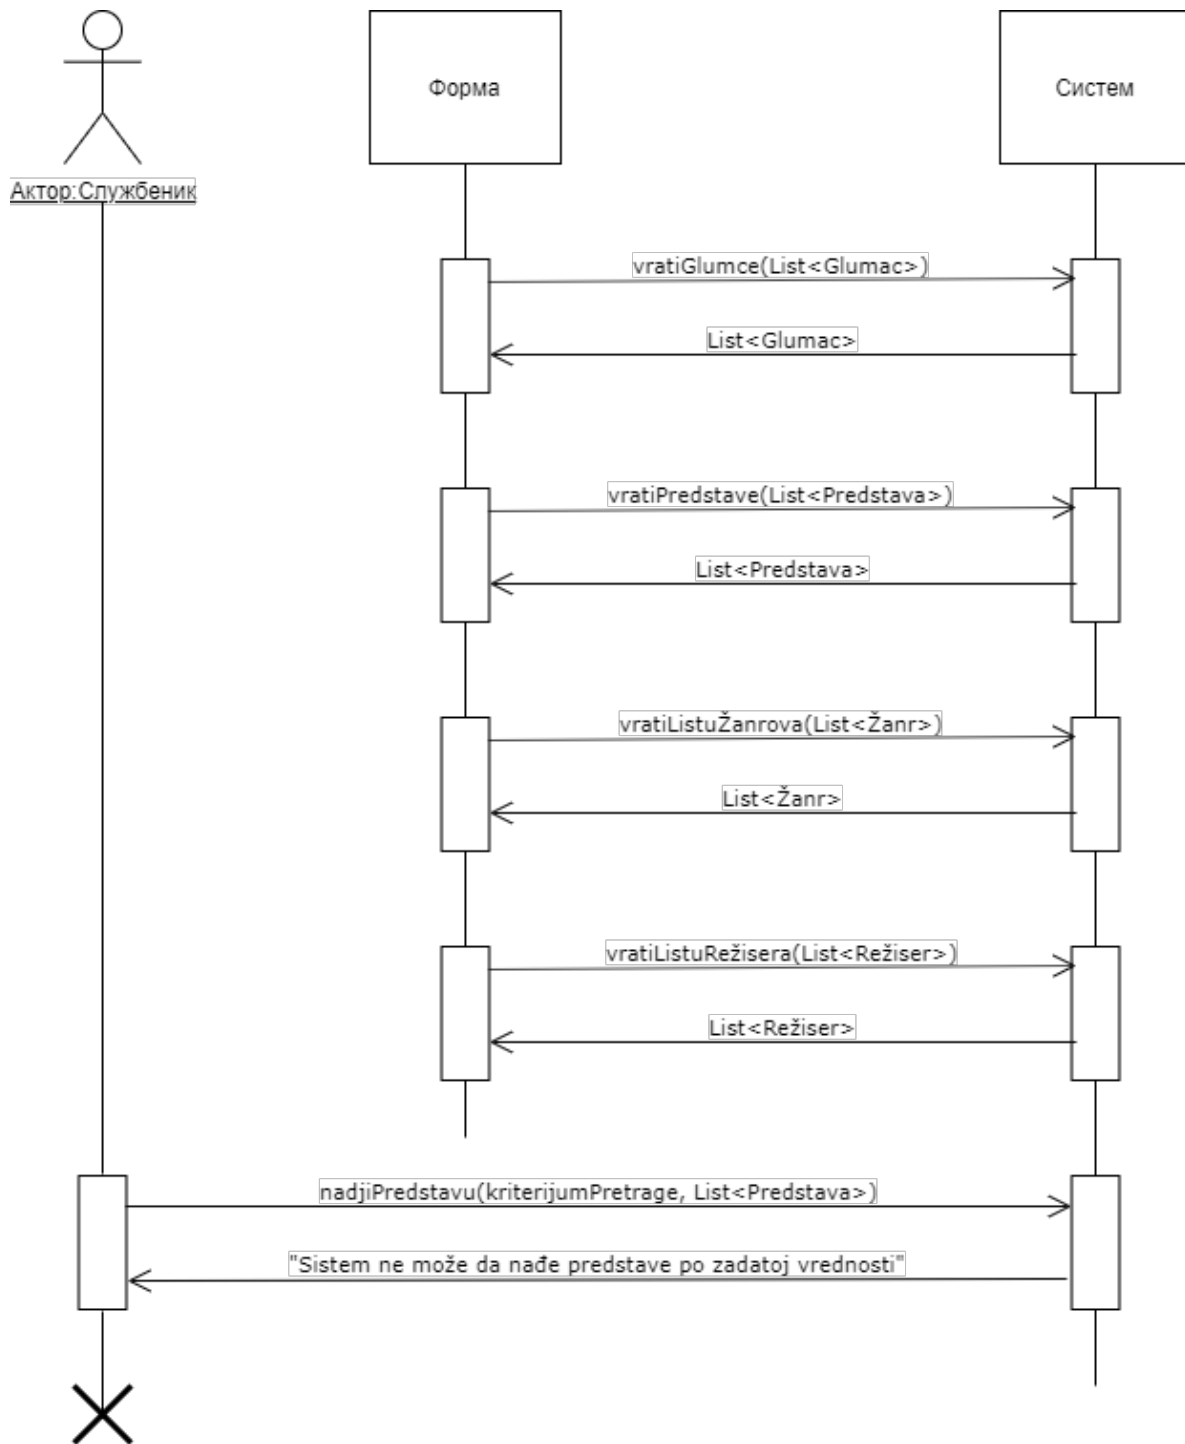 Форма
Систем
Актор:Службеник
vratiGlumce(List<Glumac>)
List<Glumac>
vratiPredstave(List<Predstava>)
List<Predstava>
vratiListuŽanrova(List<Žanr>)
List<Žanr>
vratiListuRežisera(List<Režiser>)
List<Režiser>
nadjiPredstavu(kriterijumPretrage, List<Predstava>)
"Sistem ne može da nađe predstave po zadatoj vrednosti"